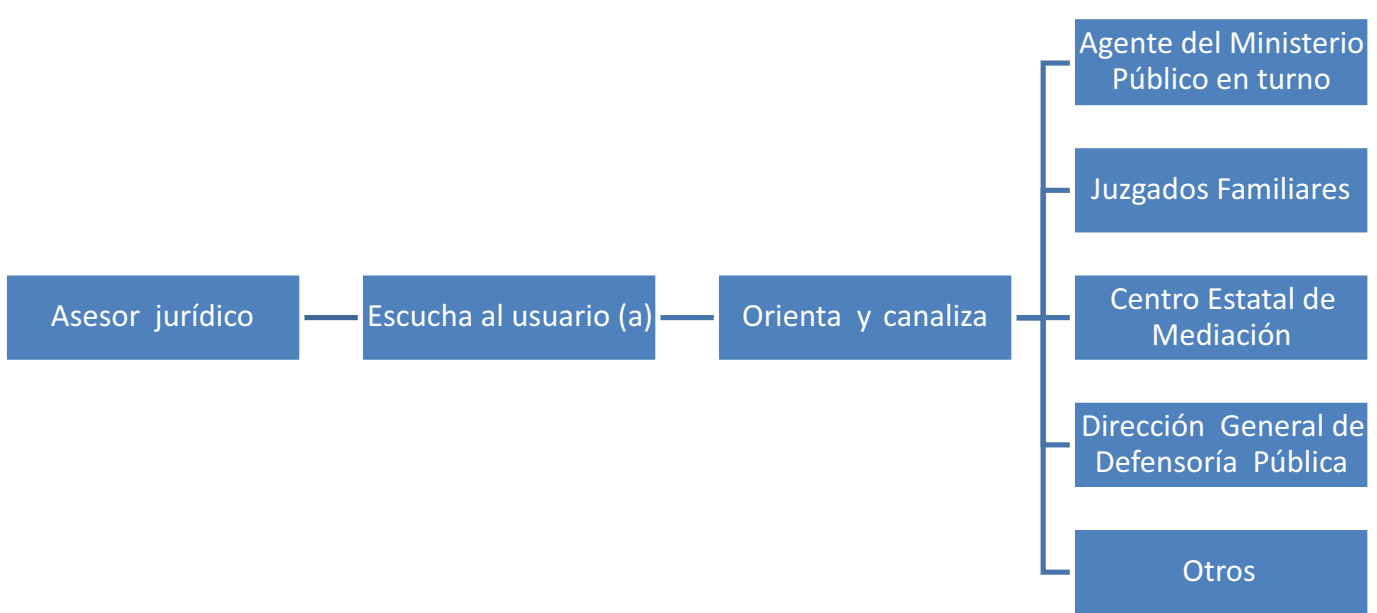 Asesor jurídico
Escucha al usuario (a)
Orienta y canaliza
Agente del Ministerio
Público en turno
Juzgados Familiares
Centro Estatal de
Mediación
Dirección General de
Defensoría Pública
Otros